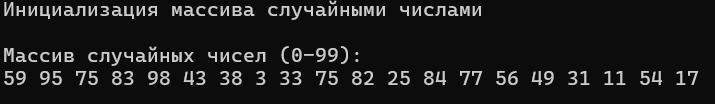 Инициализация массива случайными числами
Массив случайных чисел (0–99):
59 95 75 83 98 43 38 3 33 75 82 25 84 77 56 49 31 11 54 17